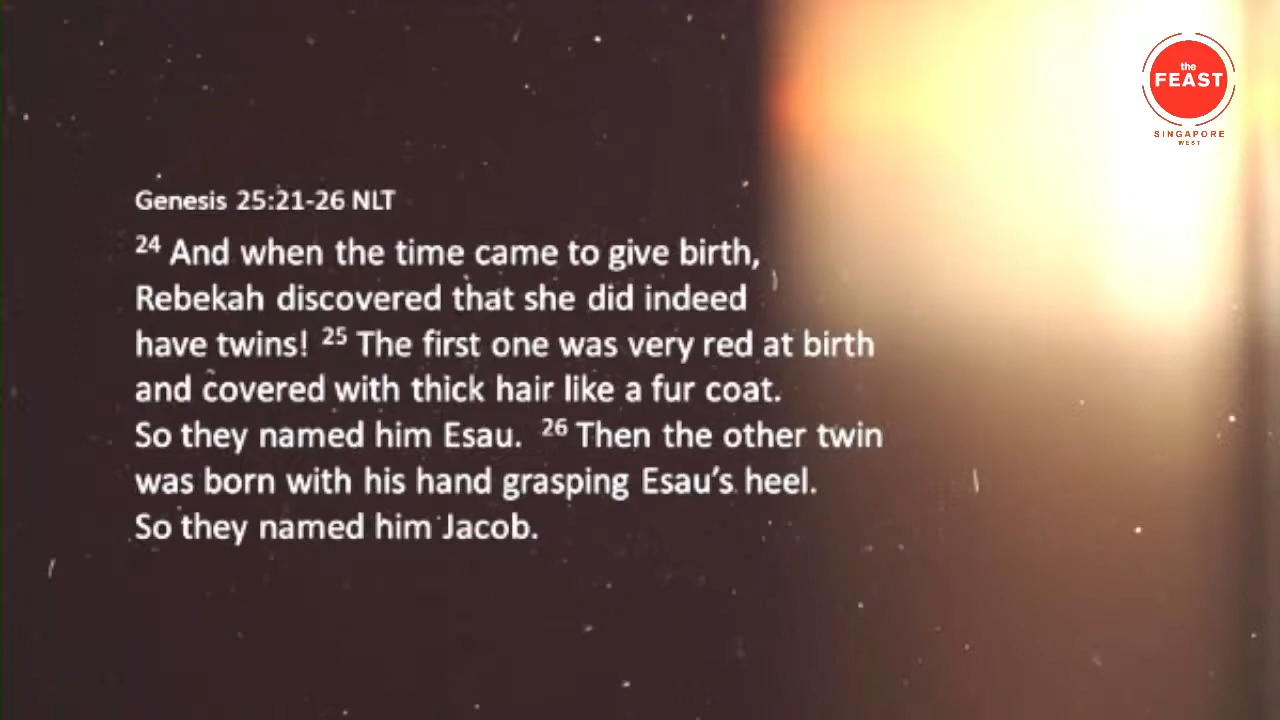 the
FEAST
SINGAPORE
WEST
Genesis 25:21-26 NLT
24 And when the time came to give birth,
Rebekah discovered that she did indeed
have twins! 25 The first one was very red at birth
and covered with thick hair like a fur coat.
So they named him Esau. 26 Then the other twin
was born with his hand grasping Esau’s heel.
So they named him Jacob.